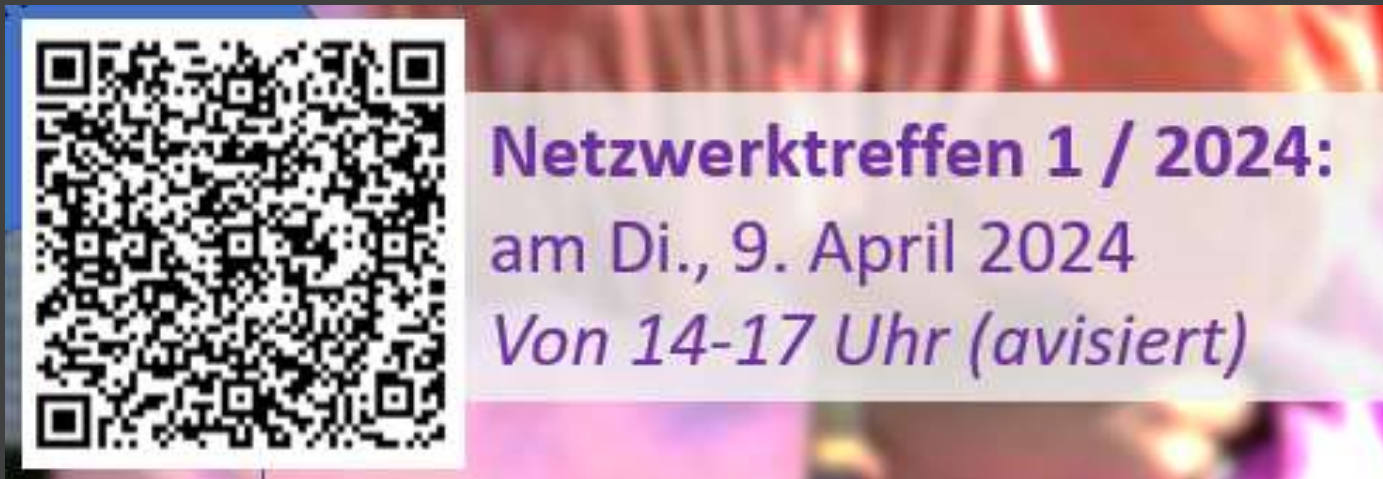 Netzwerktreffen 1 / 2024:
am Di., 9. April 2024
Von 14-17 Uhr (avisiert)